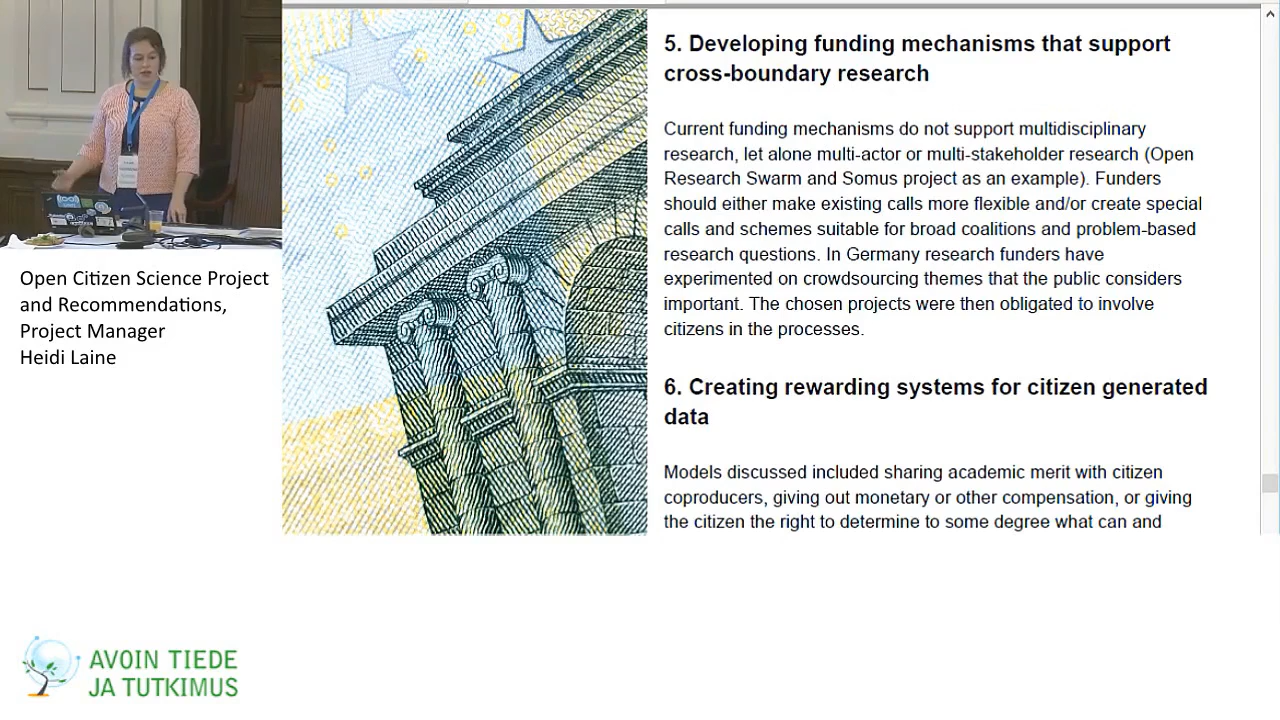 5. Developing funding mechanisms that support
cross-boundary research
Current funding mechanisms do not support multidisciplinary
research, let alone multi-actor or multi-stakeholder research (Open
Research Swarm and Somus project as an example). Funders
should either make existing calls more flexible and/or create special
calls and schemes suitable for broad coalitions and problem-based
research questions. In Germany research funders have
experimented on crowdsourcing themes that the public considers
important. The chosen projects were then obligated to involve
citizens in the processes.
6. Creating rewarding systems for citizen generated
data
Models discussed included sharing academic merit with citizen
coproducers, giving out monetary or other compensation, or giving
the citizen the right to determine to some degree what can and
Open Citizen Science Project
and Recommendations,
Project Manager
Heidi Laine
AVOIN TIEDE
JA TUTKIMUS